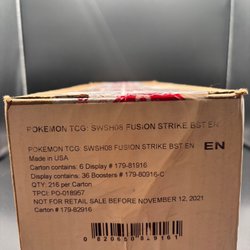 POKEMON TCG: SWSH08 FUSION STRIKE BST EN
POKEMON TCG: SWSH08 FUSION STRIKE BST EN EN
Made in USA
Carton contains: 6 Display # 179-81916
Display contains: 36 Boosters # 179-80916-C
QTY: 216 per Carton
TPCI: PO-018957
NOT FOR RETAIL SALE BEFORE NOVEMBER 12, 2021
ITEM # 179-82916